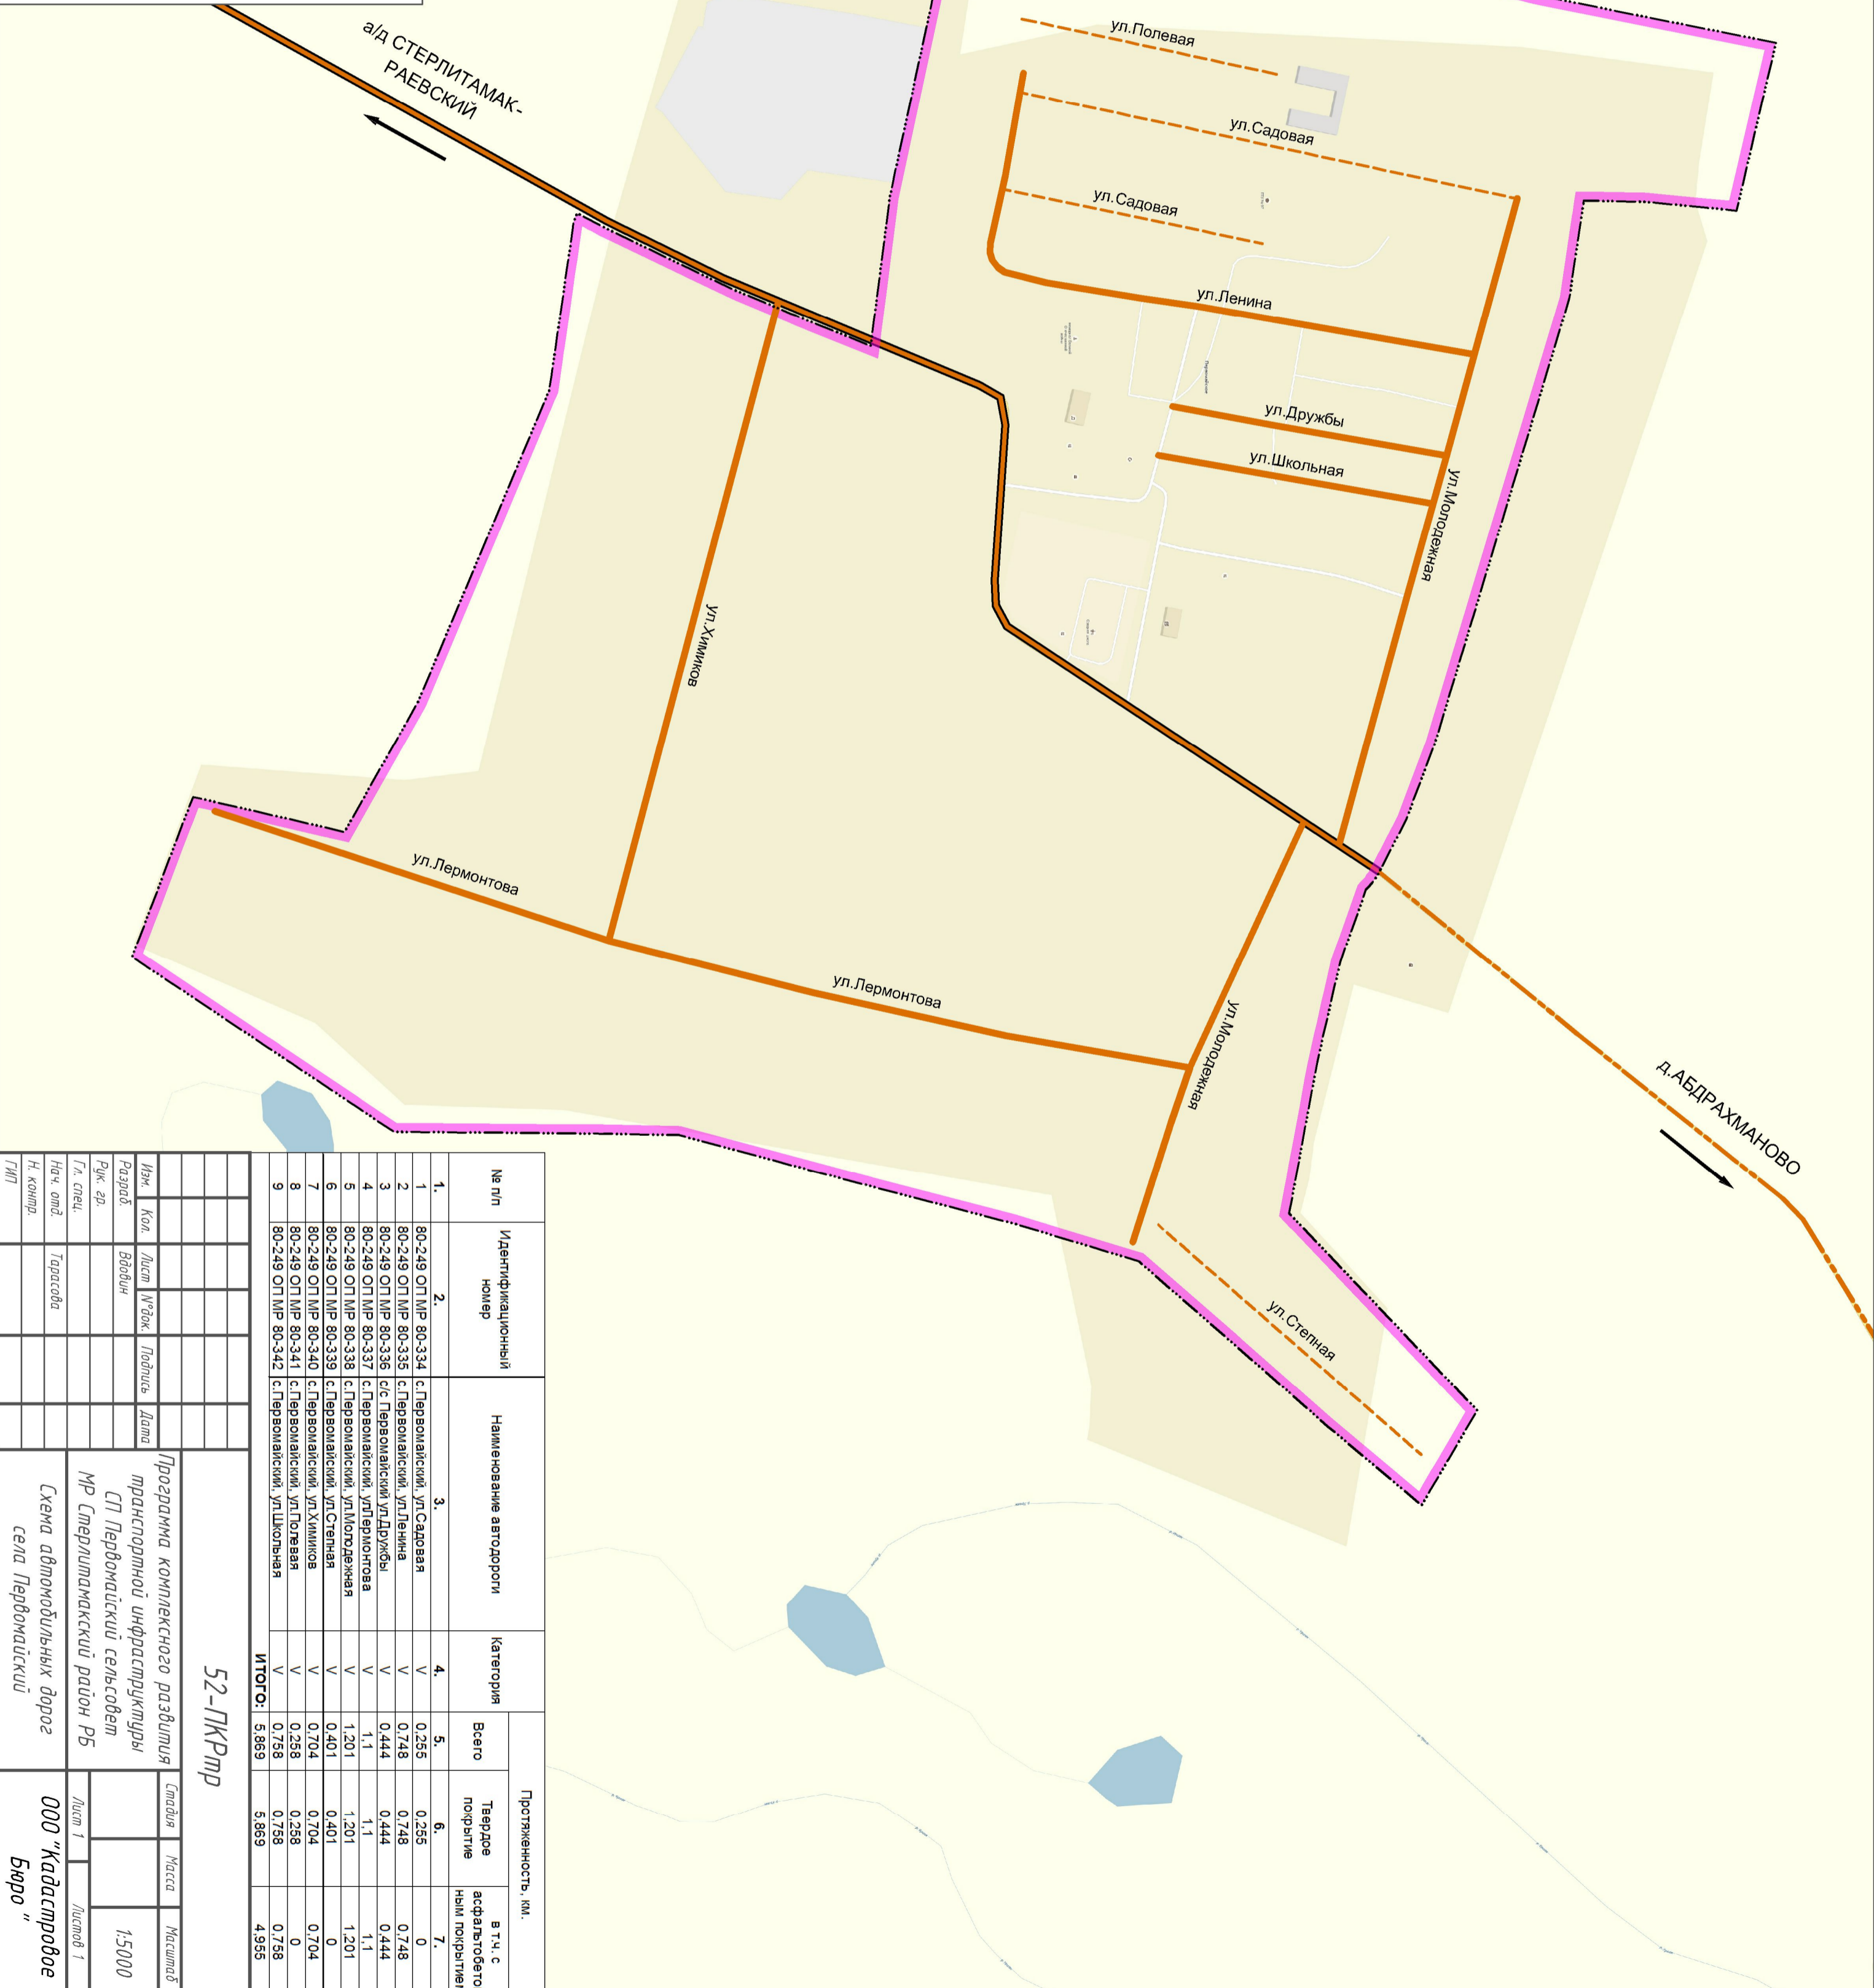 а/д СТЕРЛИТАМАК-
РАЕВСКИЙ
ул.Полевая
ул.Садовая
ул.Садовая
ул.Ленина
ул.Дружбы
ул.Школьная
ул.Молодежная
ул.Химиков
ул.Лермонтова
ул.Лермонтова
ул.Молодежная
д.АБДРАХМАНОВО
ул.Степная
№ п/п Идентификационный номер Наименование автодороги Категория Протяженность, км.
Всего Твердое покрытие в т.ч. с
1. 2. 3. 4. 5. 6. 7.
1 80-249 ОП МР 80-334 с.Первомайский, ул.Садовая V 0,255 0,255 0
2 80-249 ОП МР 80-335 с.Первомайский, ул.Ленина V 0,748 0,748 0,748
3 80-249 ОП МР 80-336 с/с Первомайский ул.Дружбы V 0,444 0,444 0,444
4 80-249 ОП МР 80-337 с.Первомайский, улЛермонтова V 1,1 1,1 1,1
5 80-249 ОП МР 80-338 с.Первомайский, ул.Молодежная V 1,201 1,201 1,201
6 80-249 ОП МР 80-339 с.Первомайский, ул.Степная V 0,401 0,401 0
7 80-249 ОП МР 80-340 с.Первомайский, ул.Химиков V 0,704 0,704 0,704
8 80-249 ОП МР 80-341 с.Первомайский, ул.Полевая V 0,258 0,258 0
9 80-249 ОП МР 80-342 с.Первомайский, ул.Школьная V 0,758 0,758 0,758
ИТОГО: 5,869 5,869 4,955
52-ПКРтр
Изм. Кол. Лист №док. Подпись Дата
Разраб. Вдовин
Рук. гр.
Гл. спец.
Нач. отд. Тарасова
Н. контр.
ГИП
Программа комплексного развития
транспортной инфраструктуры
СП Первомайский сельсовет
МР Стерлитамакский район РБ
Стадия Масса Масштаб
1:5000
Лист 1 Листов 1
Схема автомобильных дорог
села Первомайский
ООО "Кадастровое
Бюро "